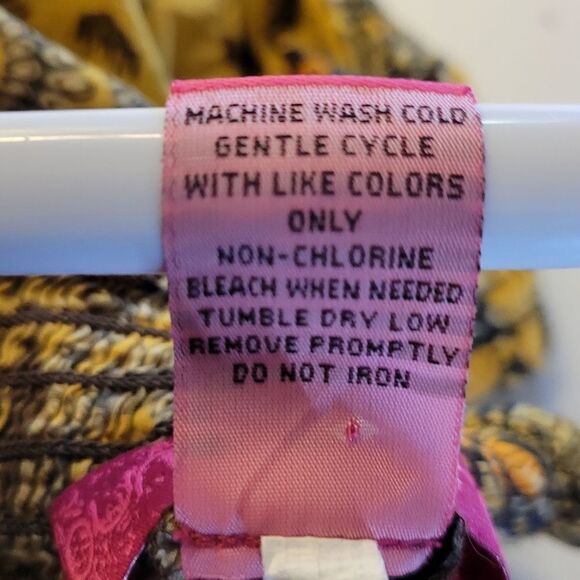 MACHINE WASH COLD
GENTLE CYCLE
WITH LIKE COLORS
ONLY
NON-CHLORINE
BLEACH WHEN NEEDED
TUMBLE DRY LOW
REMOVE PROMPTLY
DO NOT IRON